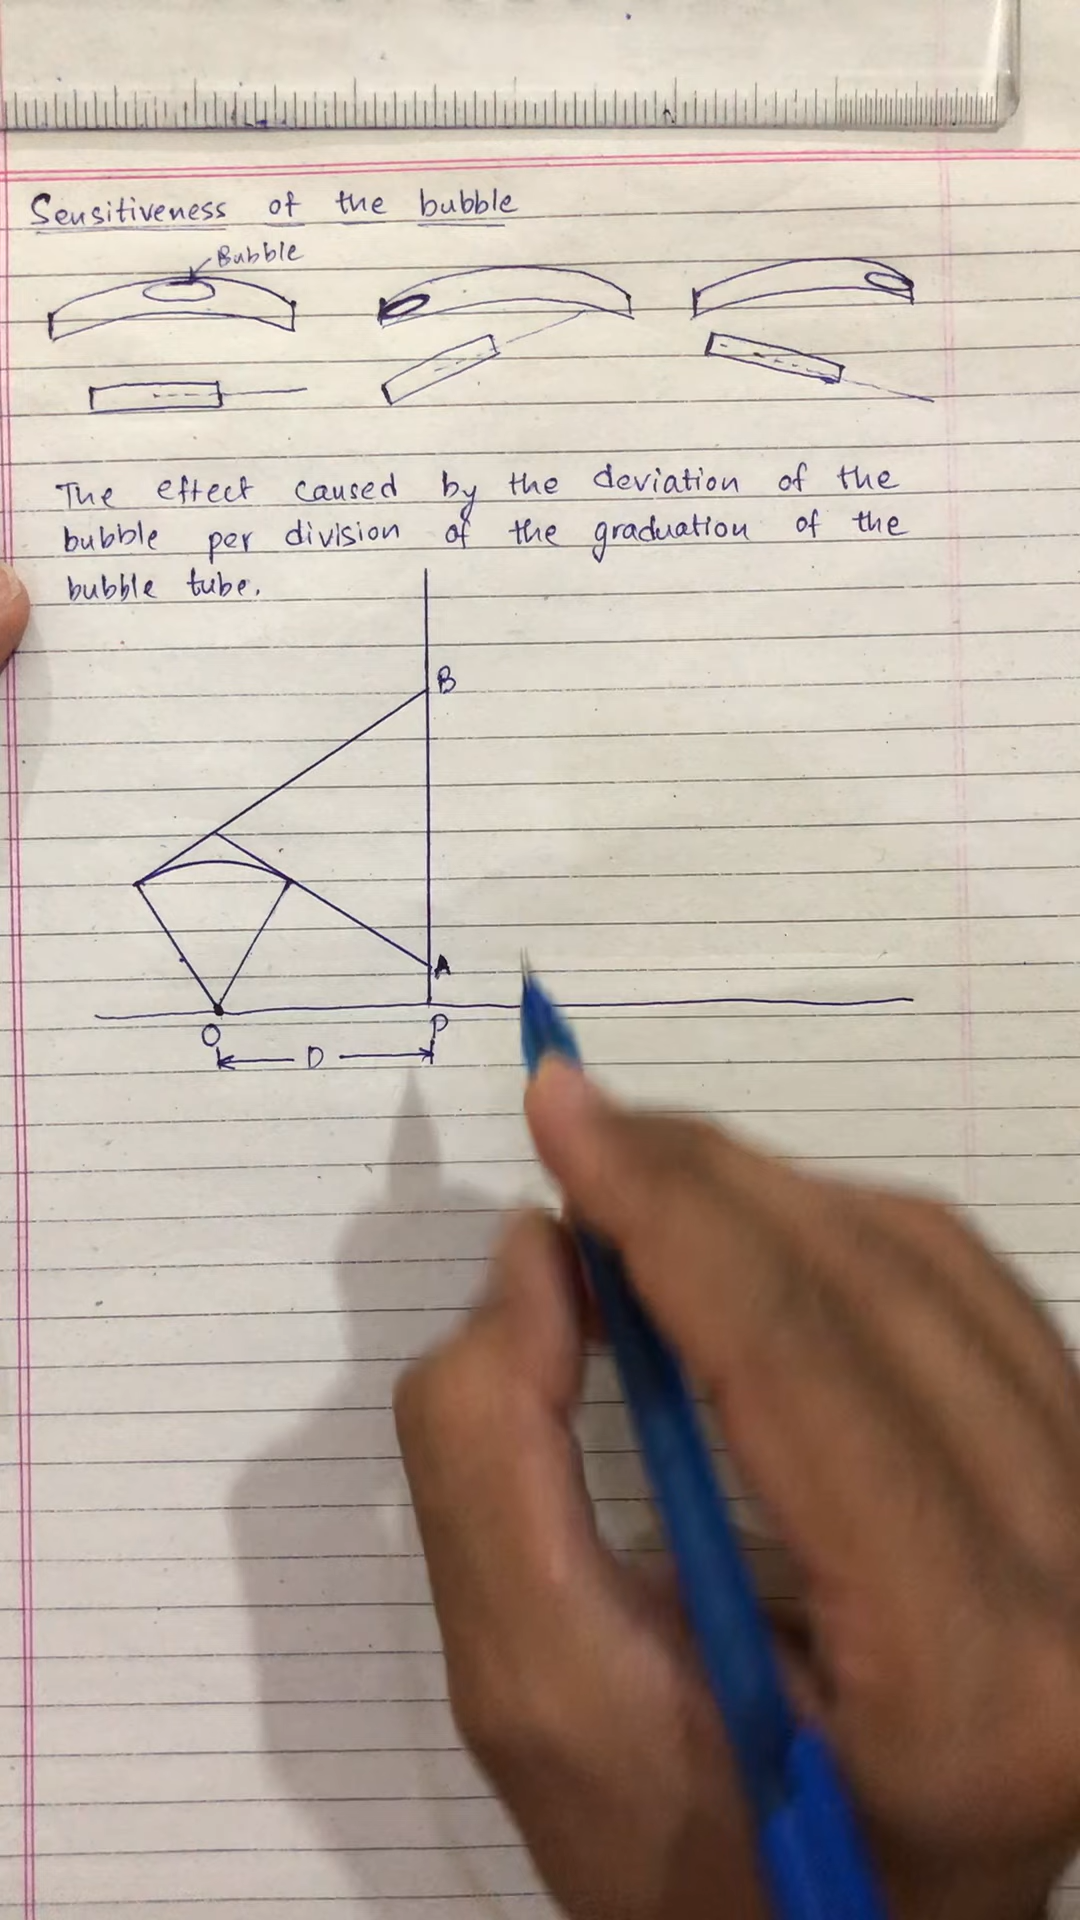 Sensitiveness of the bubble
Bubble
The effect caused by the deviation of the
bubble per division of the graduation of the
bubble tube.
B
A
O
P
D